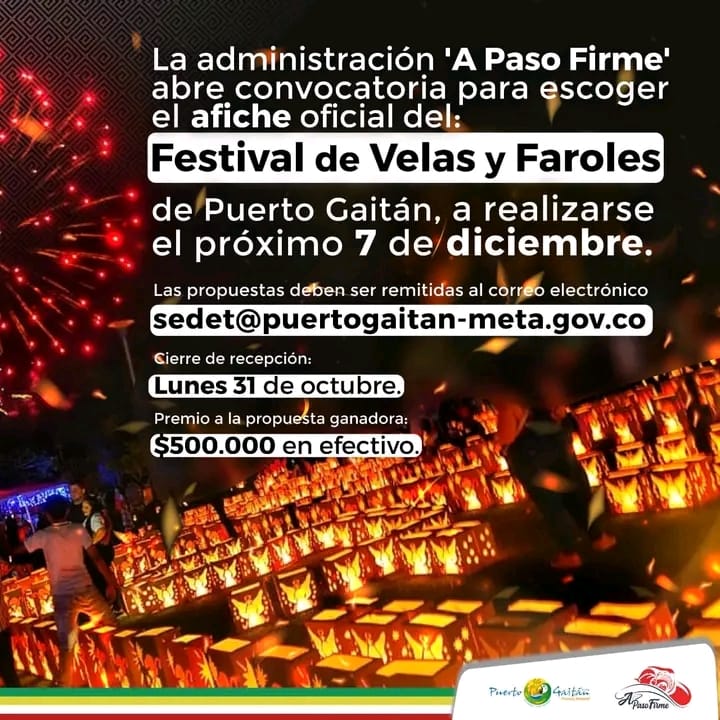 La administración 'A Paso Firme'
abre convocatoria para escoger
el afiche oficial del:
Festival de Velas y Faroles
de Puerto Gaitán, a realizarse
el próximo 7 de diciembre.
Las propuestas deben ser remitidas al correo electrónico
sedet@puertogaitan-meta.gov.co
Cierre de recepción:
Lunes 31 de octubre.
Premio a la propuesta ganadora:
$500.000 en efectivo.
Puerto Gaitán
A Paso Firme